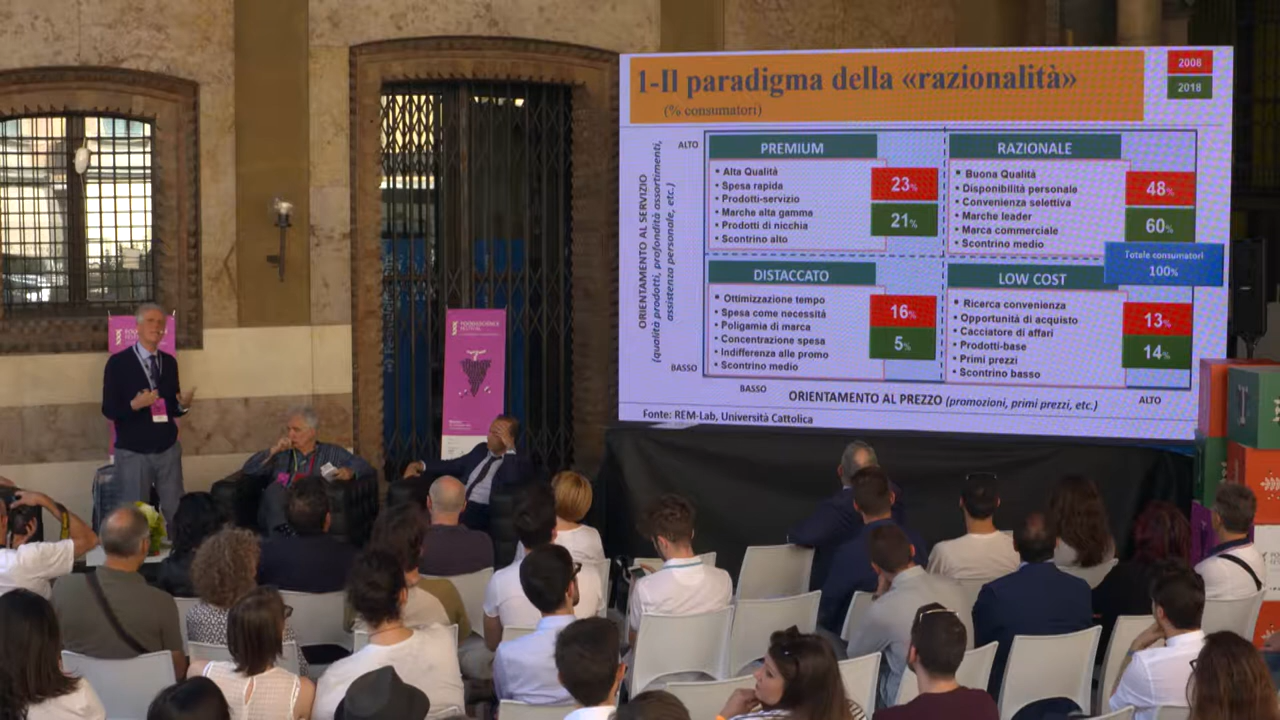 1-Il paradigma della «razionalità»
(% consumatori)
2008
2018
ORIENTAMENTO AL SERVIZIO
(qualità prodotti, profondità assortimenti,
assistenza personale, etc.)
ALTO
BASSO
PREMIUM
• Alta Qualità
• Spesa rapida
• Prodotti-servizio
• Marche alta gamma
• Prodotti di nicchia
• Scontrino alto
23%
21%
RAZIONALE
• Buona Qualità
• Disponibilità personale
• Convenienza selettiva
• Marche leader
• Marca commerciale
• Scontrino medio
48%
60%
Totale consumatori
100%
DISTACCATO
• Ottimizzazione tempo
• Spesa come necessità
• Poligamia di marca
• Concentrazione spesa
• Indifferenza alle promo
• Scontrino medio
16%
5%
LOW COST
• Ricerca convenienza
• Opportunità di acquisto
• Cacciatore di affari
• Prodotti-base
• Primi prezzi
• Scontrino basso
13%
14%
BASSO
ALTO
ORIENTAMENTO AL PREZZO (promozioni, primi prezzi, etc.)
Fonte: REM-Lab, Università Cattolica